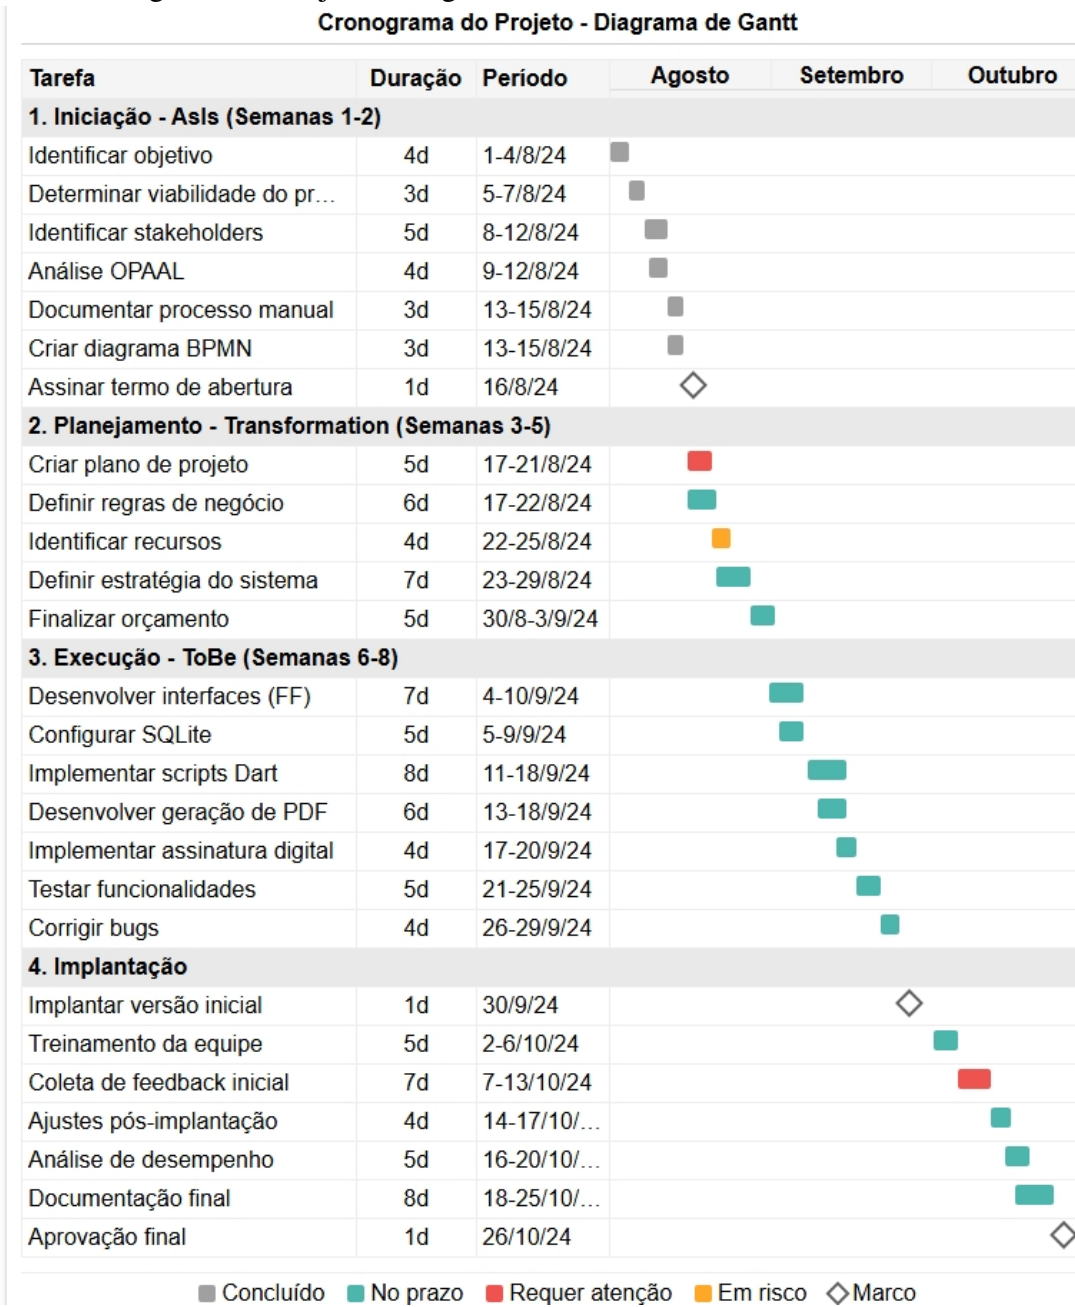 Cronograma do Projeto - Diagrama de Gantt
Tarefa Duração Período Agosto Setembro Outubro
1. Iniciação - AsIs (Semanas 1-2)
Identificar objetivo 4d 1-4/8/24
Determinar viabilidade do pr... 3d 5-7/8/24
Identificar stakeholders 5d 8-12/8/24
Análise OPAAL 4d 9-12/8/24
Documentar processo manual 3d 13-15/8/24
Criar diagrama BPMN 3d 13-15/8/24
Assinar termo de abertura 1d 16/8/24
2. Planejamento - Transformation (Semanas 3-5)
Criar plano de projeto 5d 17-21/8/24
Definir regras de negócio 6d 17-22/8/24
Identificar recursos 4d 22-25/8/24
Definir estratégia do sistema 7d 23-29/8/24
Finalizar orçamento 5d 30/8-3/9/24
3. Execução - ToBe (Semanas 6-8)
Desenvolver interfaces (FF) 7d 4-10/9/24
Configurar SQLite 5d 5-9/9/24
Implementar scripts Dart 8d 11-18/9/24
Desenvolver geração de PDF 6d 13-18/9/24
Implementar assinatura digital 4d 17-20/9/24
Testar funcionalidades 5d 21-25/9/24
Corrigir bugs 4d 26-29/9/24
4. Implantação
Implantar versão inicial 1d 30/9/24
Treinamento da equipe 5d 2-6/10/24
Coleta de feedback inicial 7d 7-13/10/24
Ajustes pós-implantação 4d 14-17/10/...
Análise de desempenho 5d 16-20/10/...
Documentação final 8d 18-25/10/...
Aprovação final 1d 26/10/24
Concluído No prazo Requer atenção Em risco Marco